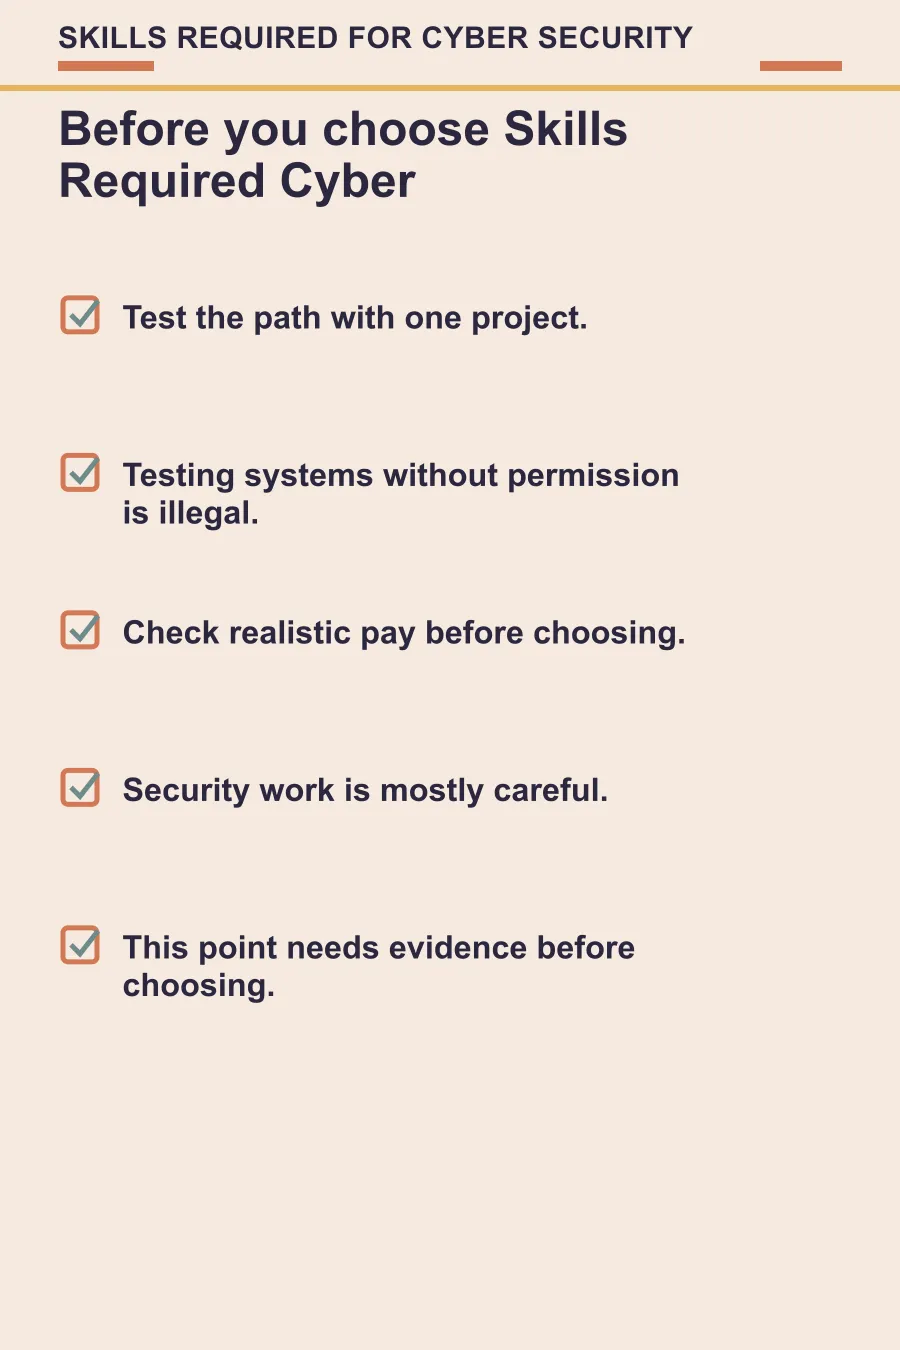 SKILLS REQUIRED FOR CYBER SECURITY
Before you choose Skills
Required Cyber
Test the path with one project.
Testing systems without permission
is illegal.
Check realistic pay before choosing.
Security work is mostly careful.
This point needs evidence before
choosing.